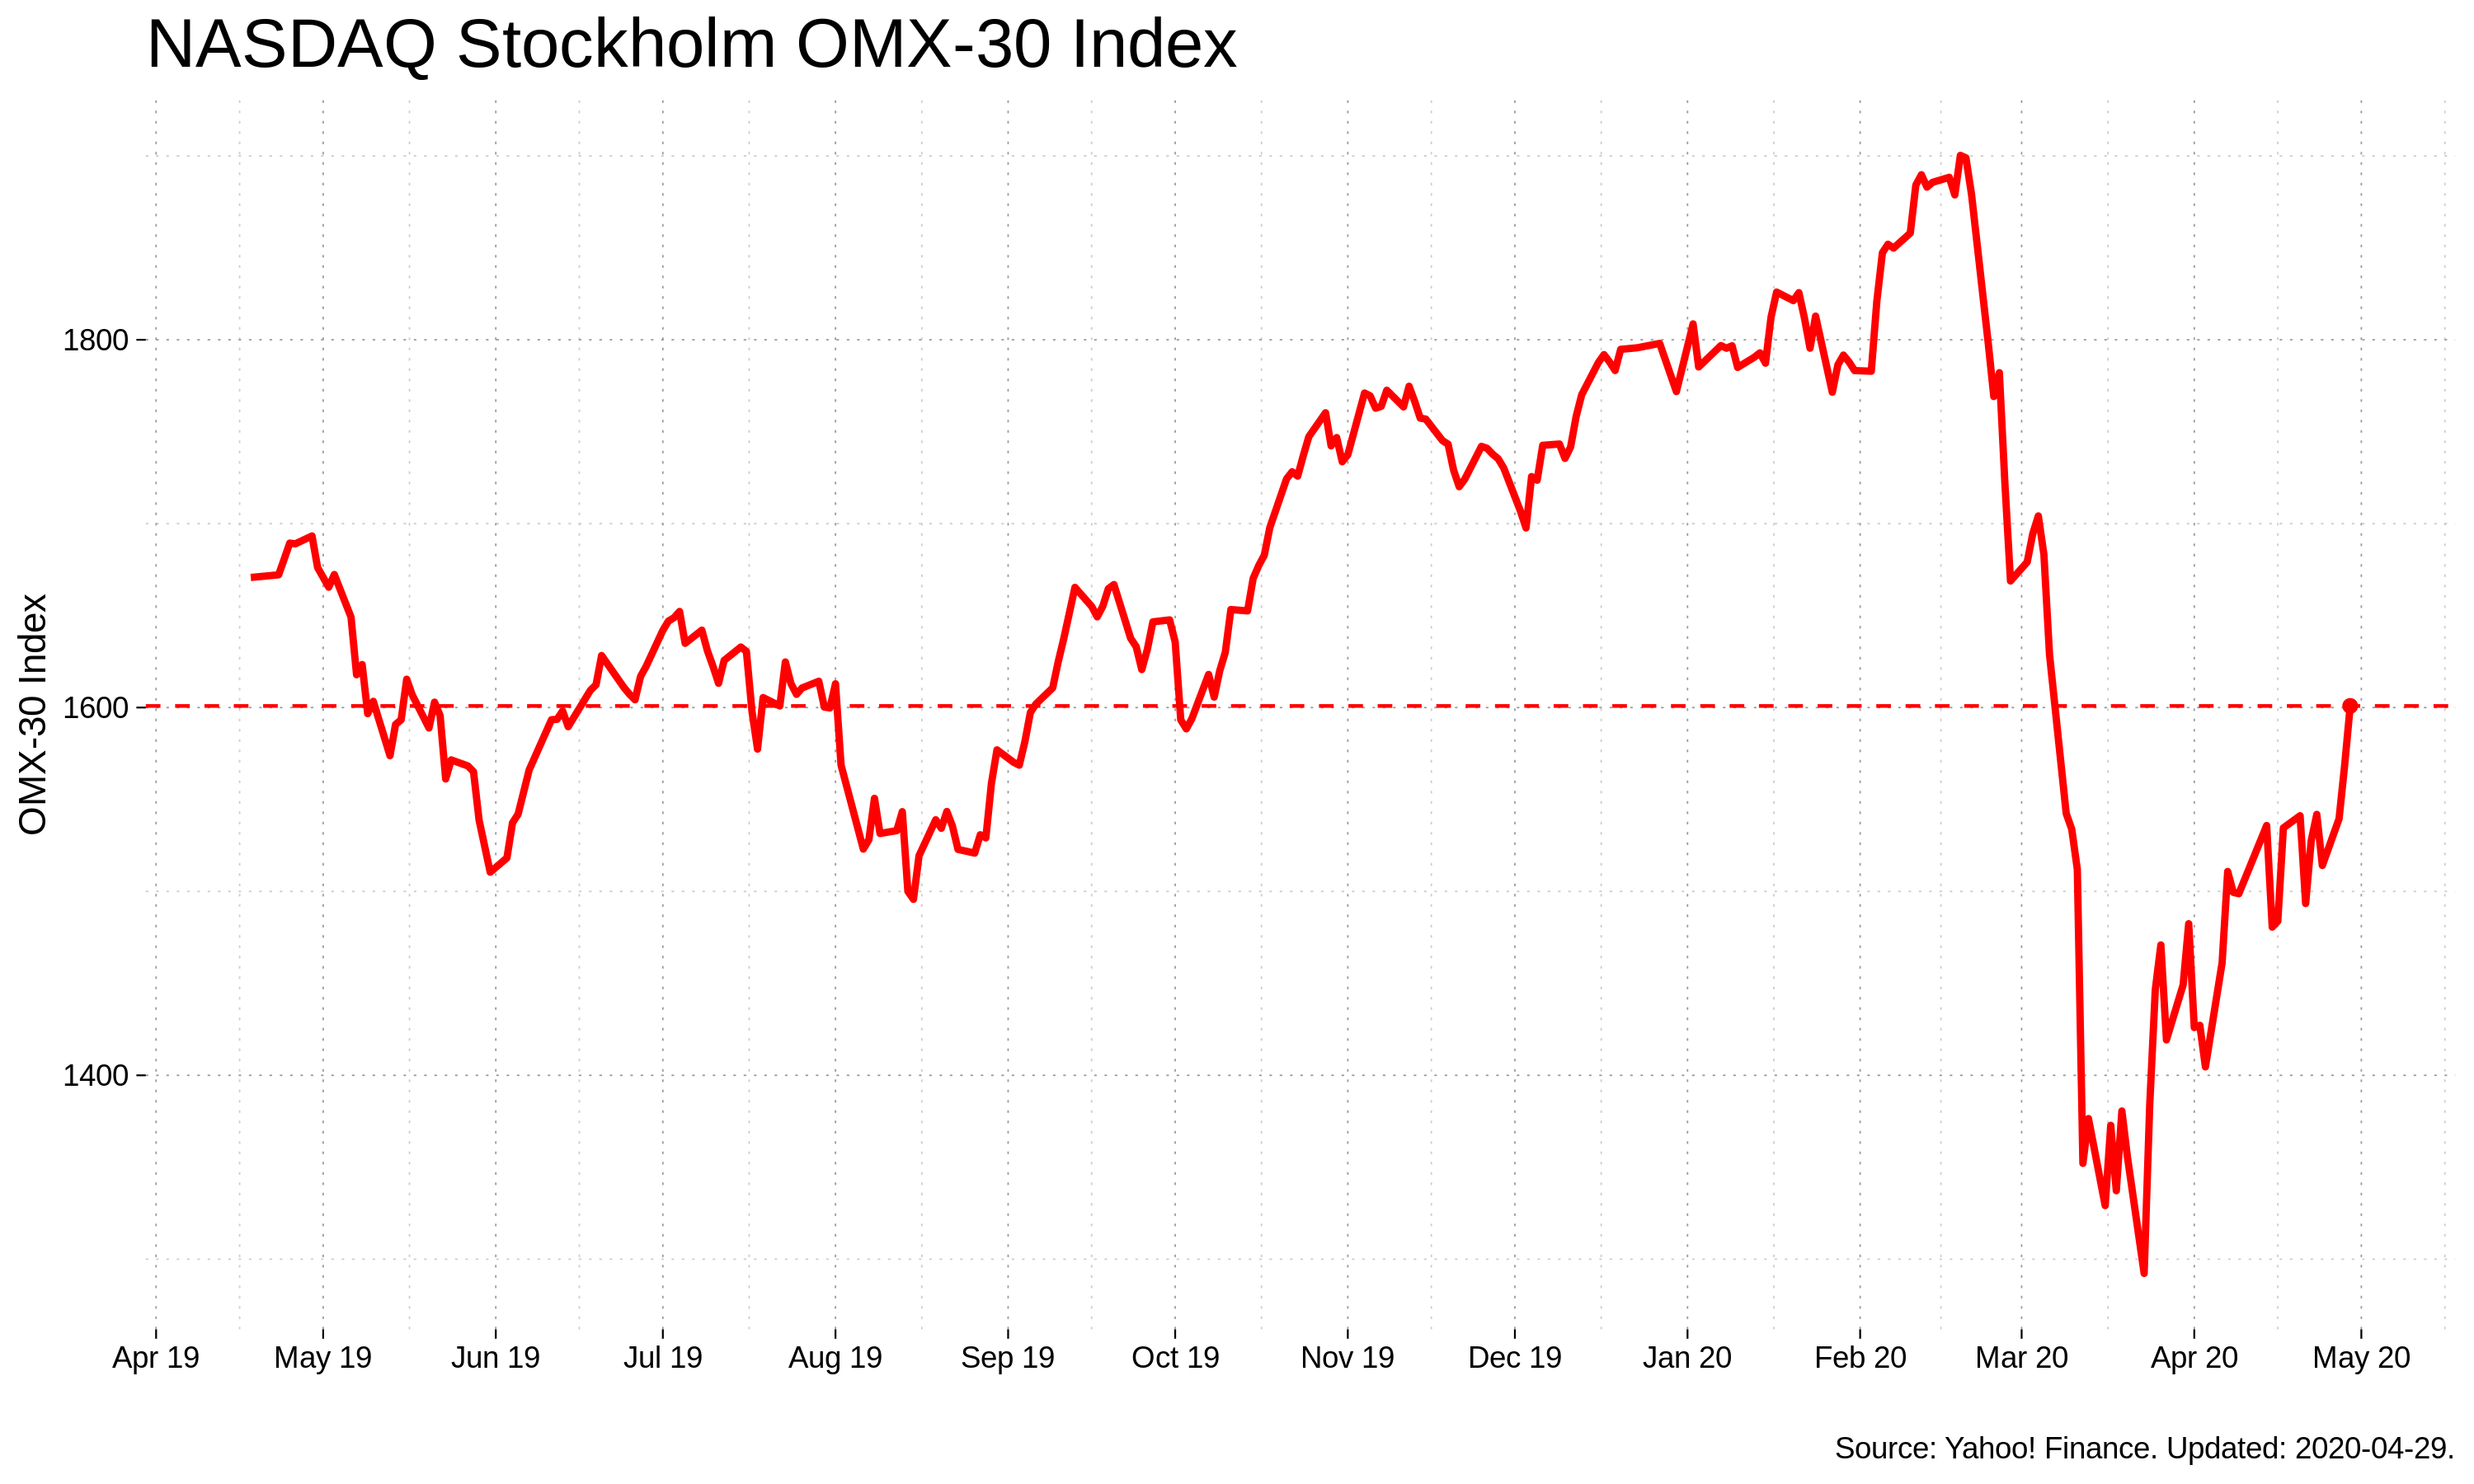 NASDAQ Stockholm OMX-30 Index
OMX-30 Index
1800
1600
1400
Apr 19 May 19 Jun 19 Jul 19 Aug 19 Sep 19 Oct 19 Nov 19 Dec 19 Jan 20 Feb 20 Mar 20 Apr 20 May 20
Source: Yahoo! Finance. Updated: 2020-04-29.